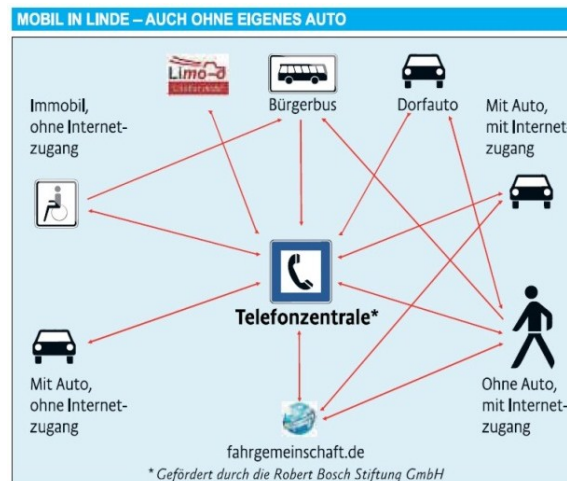 MOBIL IN LINDE – AUCH OHNE EIGENES AUTO
Limo-d
Bürgerbus
Dorfauto
Immobil,
ohne Internet-
zugang
Mit Auto,
mit Internet-
zugang
Telefonzentrale*
Mit Auto,
ohne Internet-
zugang
Ohne Auto,
mit Internet-
zugang
fahrgemeinschaft.de
* Gefördert durch die Robert Bosch Stiftung GmbH